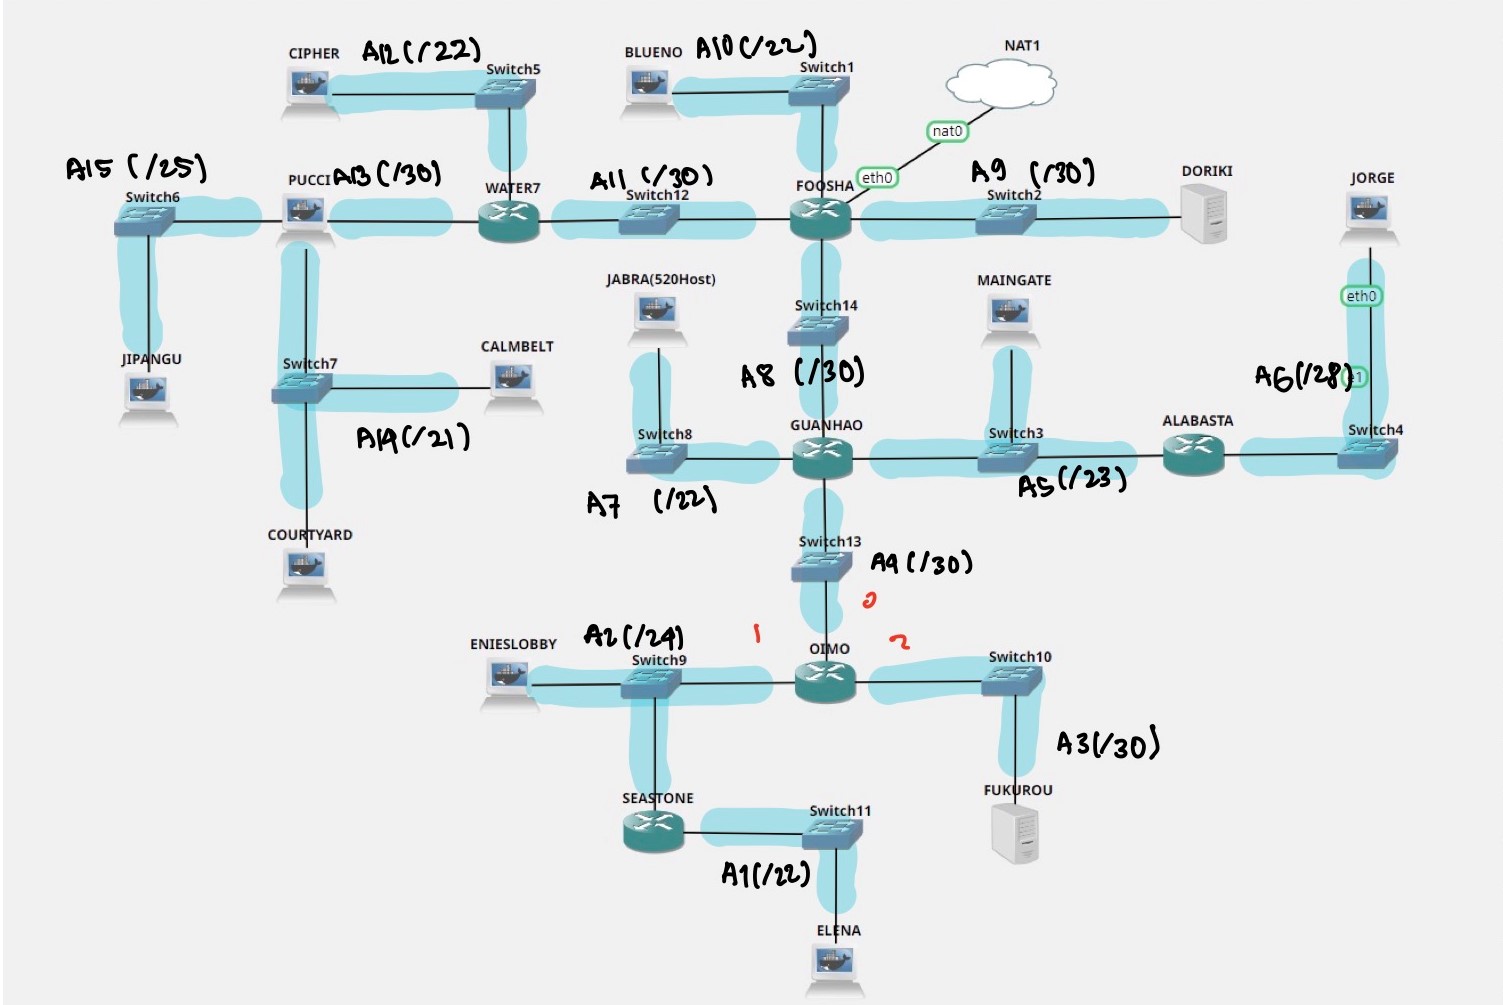 NAT1
CIPHER
A12 (/22)
Switch5
BLUENO
A10 (/22)
Switch1
nat0
A15 (/25)
Switch6
PUCCI
A13 (/30)
WATER7
A11 (/30)
Switch12
FOOSHA
eth0
A9 (/30)
Switch2
DORIKI
JORGE
JABRA(520Host)
Switch14
MAINGATE
eth0
JIPANGU
Switch7
CALMBELT
A8 (/30)
A6 (/28)
e1
A14 (/21)
Switch8
GUANHAO
Switch3
ALABASTA
Switch4
A7 (/22)
A5 (/23)
COURTYARD
Switch13
A4 (/30)
0
1
2
ENIESLOBBY
A2 (/24)
Switch9
OIMO
Switch10
A3 (/30)
SEASTONE
Switch11
FUKUROU
A1 (/22)
ELENA